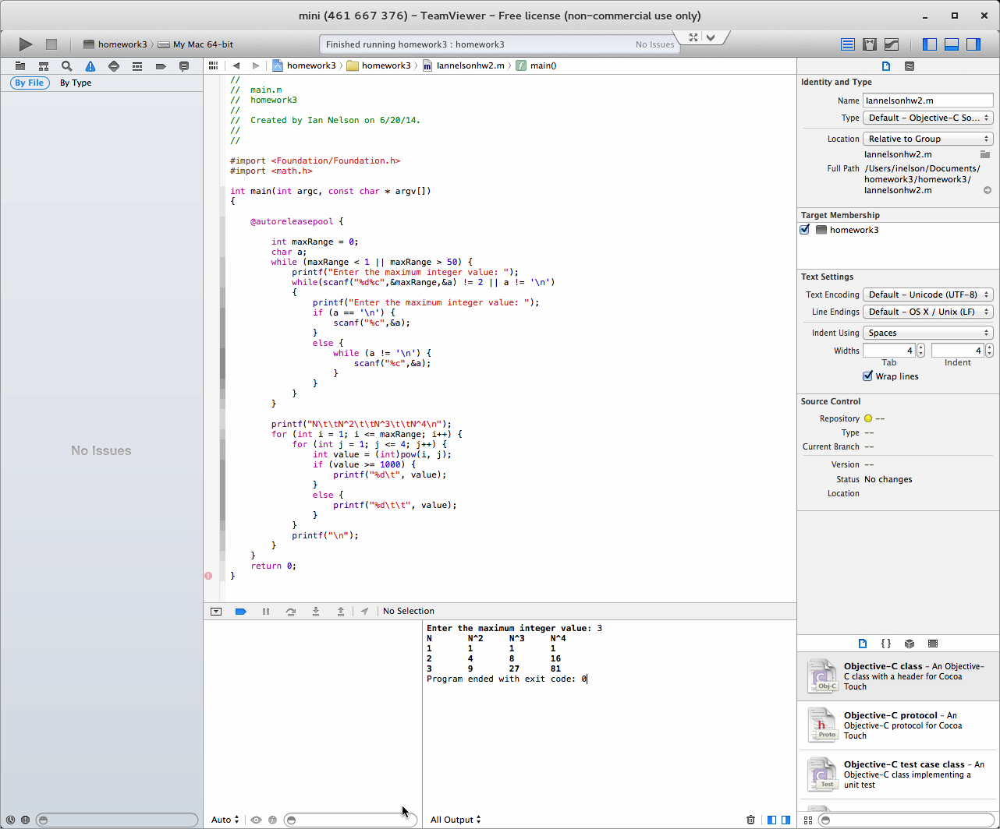 mini (461 667 376) – TeamViewer – Free license (non-commercial use only)
homework3 My Mac 64-bit
Finished running homework3 : homework3 No Issues
By File By Type
homework3 homework3 Iannelsonhw2.m main()
//
//  main.m
//  homework3
//
//  Created by Ian Nelson on 6/20/14.
//
//
#import <Foundation/Foundation.h>
#import <math.h>
int main(int argc, const char * argv[])
{
@autoreleasepool {
int maxRange = 0;
char a;
while (maxRange < 1 || maxRange > 50) {
printf("Enter the maximum integer value: ");
while(scanf("%d%c",&maxRange,&a) != 2 || a != '\n')
{
printf("Enter the maximum integer value: ");
if (a == '\n') {
scanf("%c",&a);
}
else {
while (a != '\n') {
scanf("%c",&a);
}
}
}
}
printf("N\t\tN^2\t\tN^3\t\tN^4\n");
for (int i = 1; i <= maxRange; i++) {
for (int j = 1; j <= 4; j++) {
int value = (int)pow(i, j);
if (value >= 1000) {
printf("%d\t", value);
}
else {
printf("%d\t\t", value);
}
}
printf("\n");
}
}
return 0;
}
No Issues
No Selection
Enter the maximum integer value: 3
N N^2 N^3 N^4
1 1 1 1
2 4 8 16
3 9 27 81
Program ended with exit code: 0
Auto
All Output
Identity and Type
Name Iannelsonhw2.m
Type Default - Objective-C So...
Location Relative to Group
Iannelsonhw2.m
Full Path /Users/inelson/Documents/
homework3/homework3/
Iannelsonhw2.m
Target Membership
homework3
Text Settings
Text Encoding Default - Unicode (UTF-8)
Line Endings Default - OS X / Unix (LF)
Indent Using Spaces
Widths 4 4
Tab Indent
Wrap lines
Source Control
Repository --
Type --
Current Branch --
Version --
Status No changes
Location
{ }
Obj-C
Objective-C class - An Objective-
C class with a header for Cocoa
Touch
h
Proto
Objective-C protocol - An
Objective-C protocol for Cocoa
Touch
Test
Objective-C test case class - An
Objective-C class implementing a
unit test